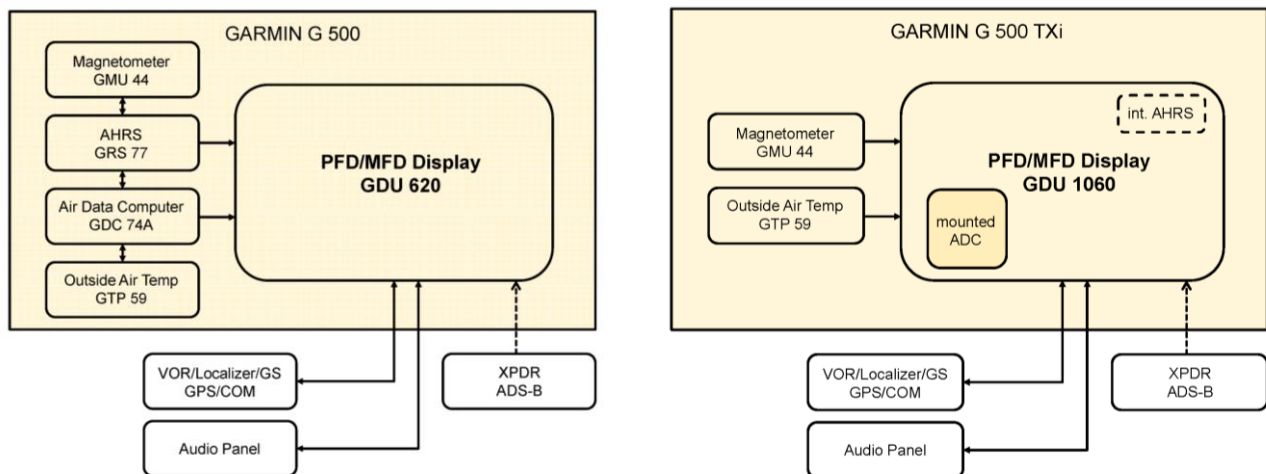 GARMIN G 500
Magnetometer
GMU 44
AHRS
GRS 77
Air Data Computer
GDC 74A
Outside Air Temp
GTP 59
PFD/MFD Display
GDU 620
VOR/Localizer/GS
GPS/COM
XPDR
ADS-B
Audio Panel
GARMIN G 500 TXi
int. AHRS
Magnetometer
GMU 44
PFD/MFD Display
GDU 1060
Outside Air Temp
GTP 59
mounted
ADC
VOR/Localizer/GS
GPS/COM
XPDR
ADS-B
Audio Panel